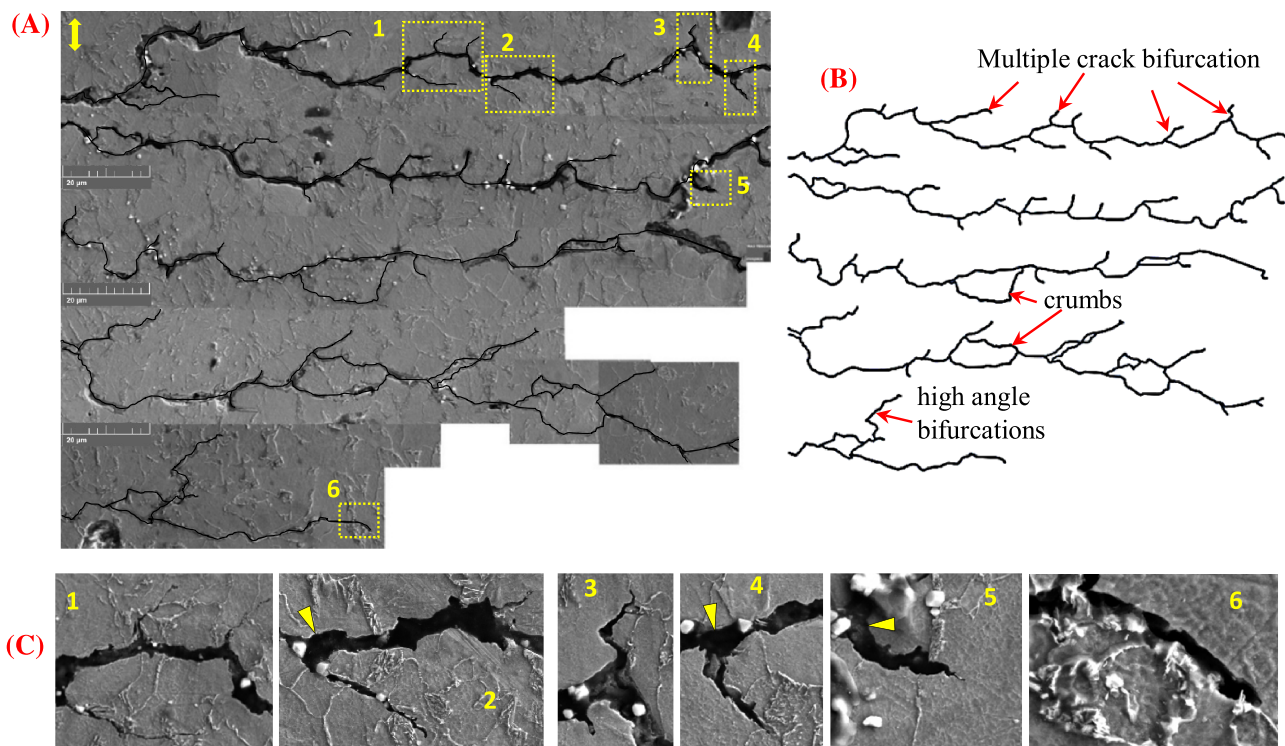 (A)
1
2
3
4
(B)
Multiple crack bifurcation
20 µm
5
20 µm
crumbs
20 µm
high angle
bifurcations
6
(C)
1
2
3
4
5
6